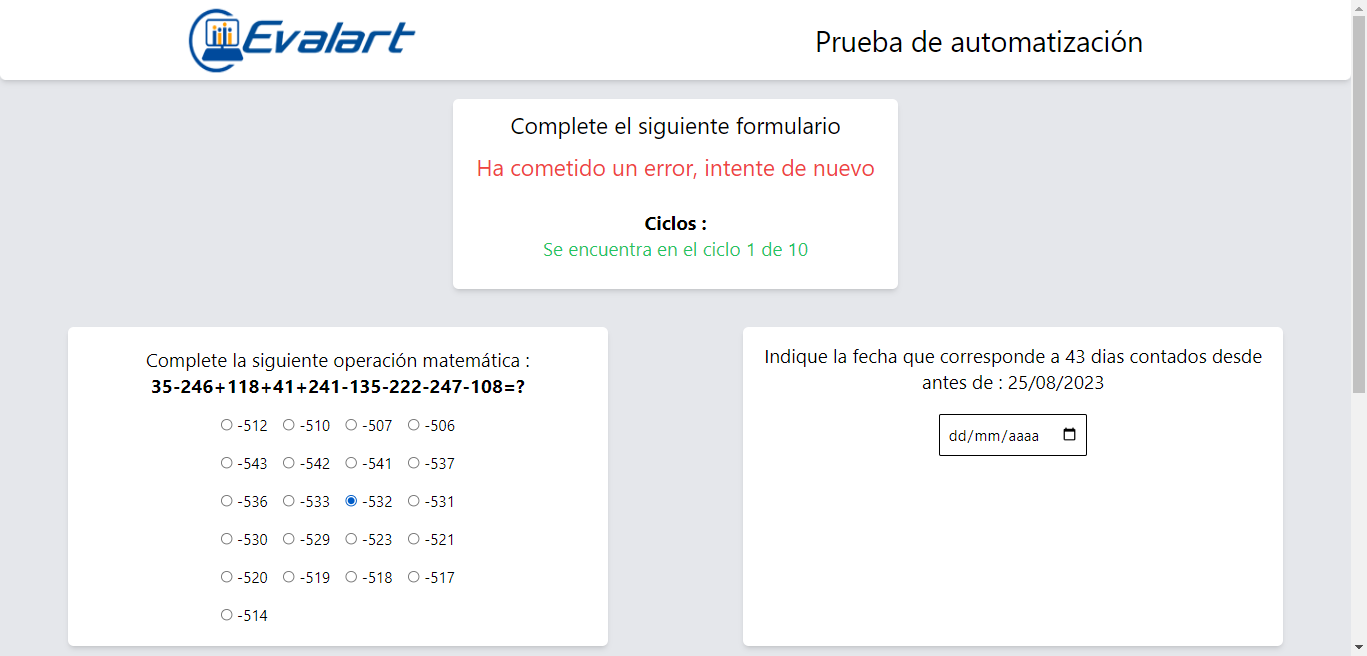 Evalart
Prueba de automatización
Complete el siguiente formulario
Ha cometido un error, intente de nuevo
Ciclos :
Se encuentra en el ciclo 1 de 10
Complete la siguiente operación matemática :
35-246+118+41+241-135-222-247-108=?
-512 -510 -507 -506
-543 -542 -541 -537
-536 -533 -532 -531
-530 -529 -523 -521
-520 -519 -518 -517
-514
Indique la fecha que corresponde a 43 dias contados desde
antes de : 25/08/2023
dd/mm/aaaa